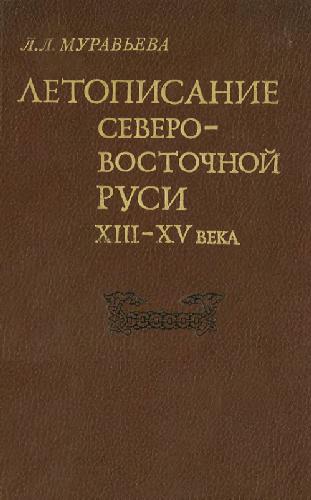 Л.Л. МУРАВЬЕВА
ЛЕТОПИСАНИЕ
СЕВЕРО-
ВОСТОЧНОЙ
РУСИ
XIII-XV ВЕКА